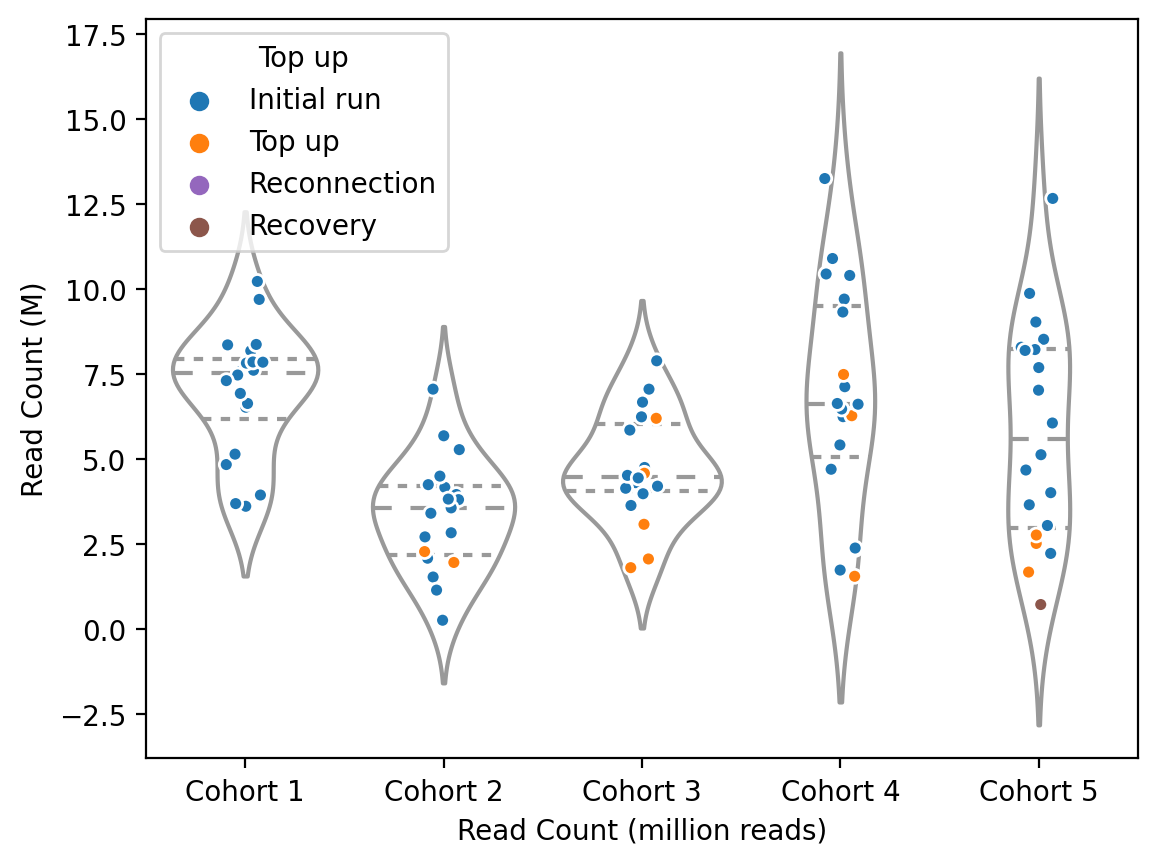 17.5
15.0
12.5
10.0
7.5
5.0
2.5
0.0
−2.5
Read Count (M)
Top up
Initial run
Top up
Reconnection
Recovery
Cohort 1
Cohort 2
Cohort 3
Cohort 4
Cohort 5
Read Count (million reads)